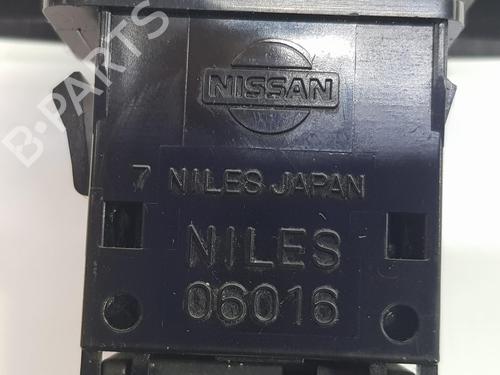 B-PARTS
NISSAN
7 NILES JAPAN
NILES
06016